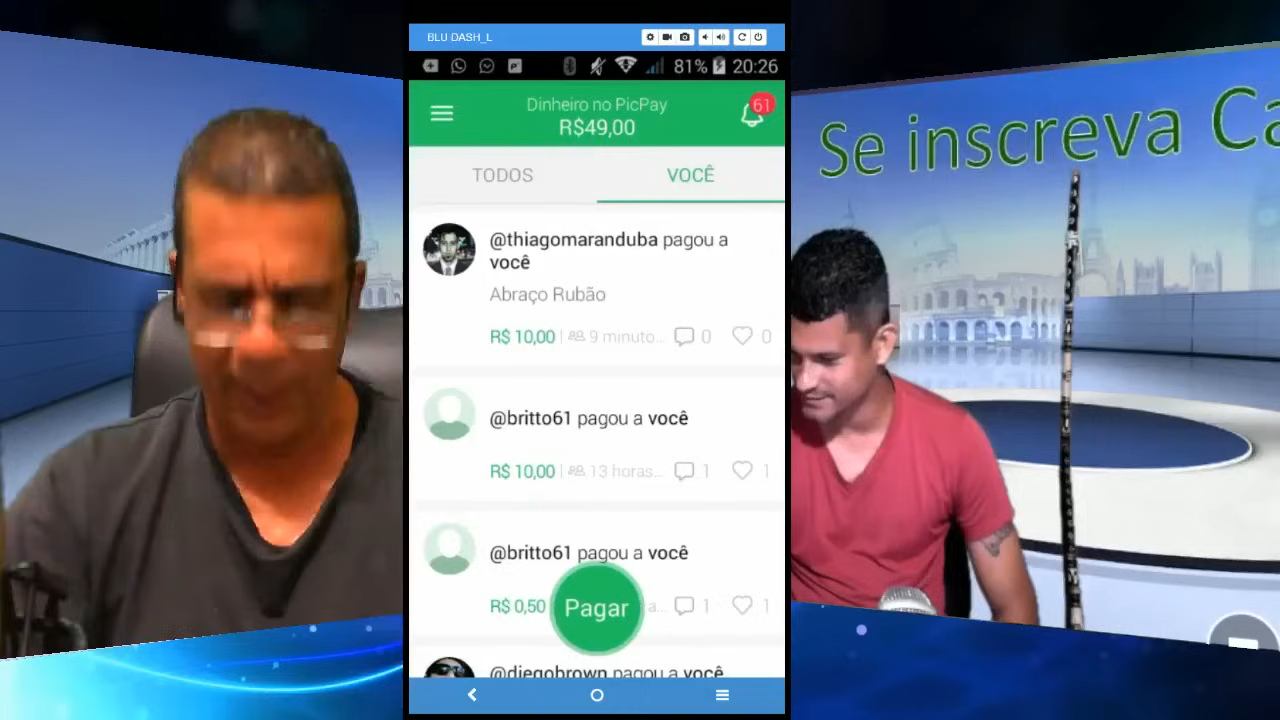 BLU DASH_L
81% 20:26
Dinheiro no PicPay
61
R$49,00
TODOS
VOCÊ
@thiagomaranduba pagou a
você
Abraço Rubão
R$ 10,00 | 9 minuto... 0 0
@britto61 pagou a você
R$ 10,00 | 13 horas... 1 1
@britto61 pagou a você
R$ 0,50 1 1
Pagar
@diegobrown pagou a você
Se inscreva Ca